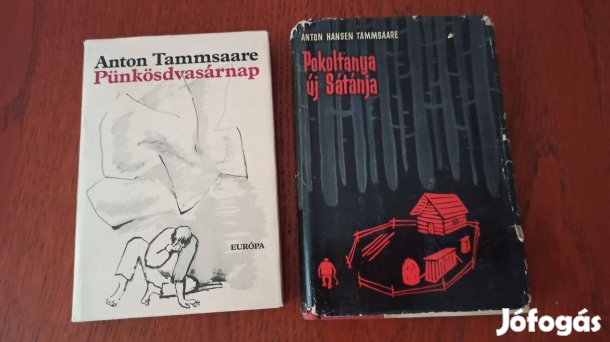 Anton Tammsaare
Pünkösdvasárnap
EURÓPA
ANTON HANSEN TAMMSAARE
Pokoltanya
új Sátánja
Jófogás